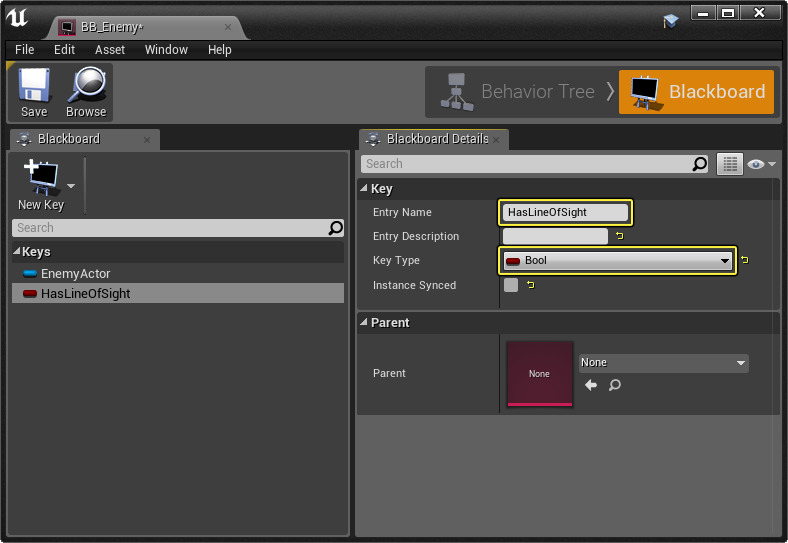 BB_Enemy*
File Edit Asset Window Help
Save Browse Behavior Tree Blackboard
Blackboard
New Key
Search
Keys
EnemyActor
HasLineOfSight
Blackboard Details
Search
Key
Entry Name HasLineOfSight
Entry Description
Key Type Bool
Instance Synced
Parent
Parent None None